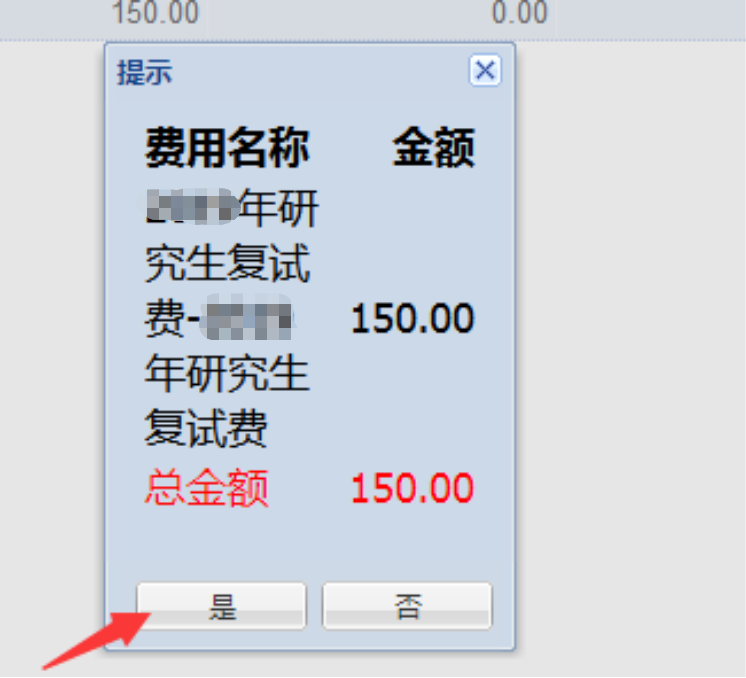 150.00 0.00
提示
费用名称 金额
年研
究生复试
费- 150.00
年研究生
复试费
总金额 150.00
是 否